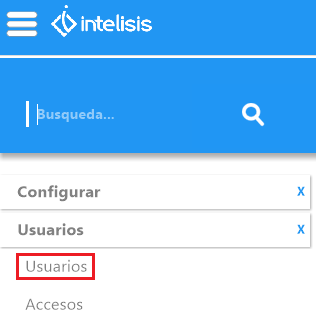 intelisis
Busqueda...
Configurar X
Usuarios X
Usuarios
Accesos